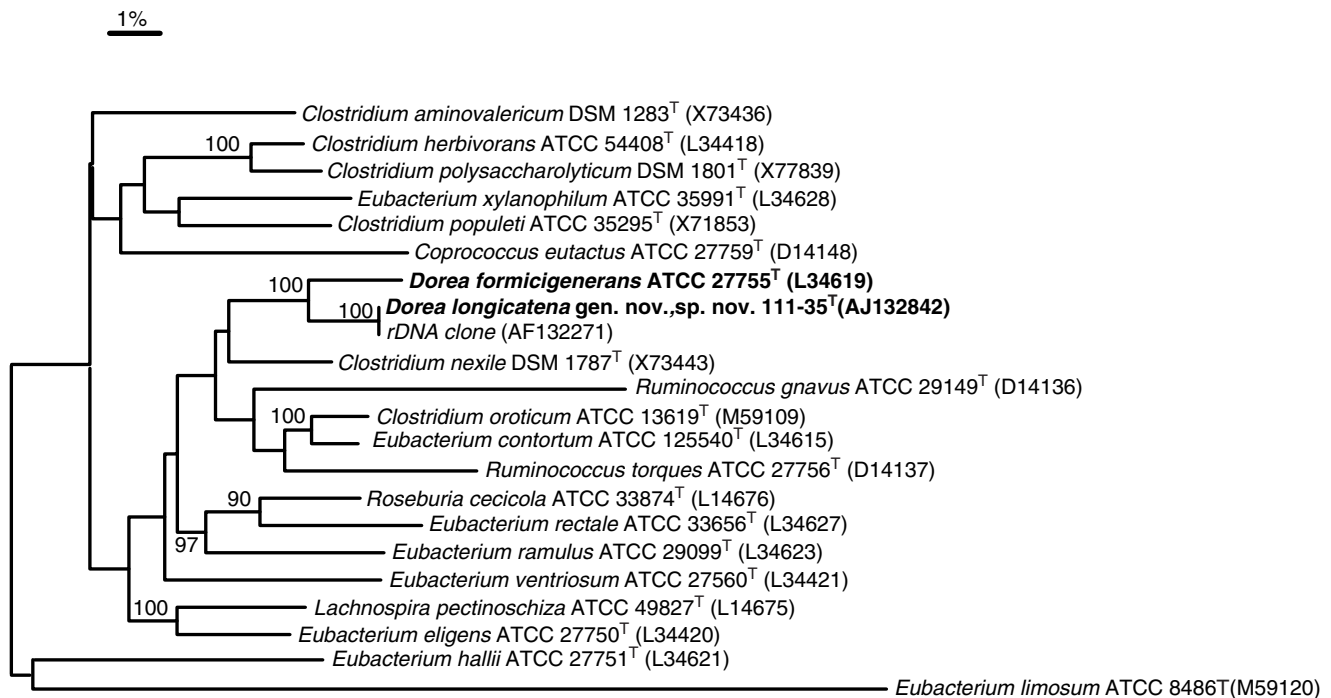 1%
Clostridium aminovalericum DSM 1283T (X73436)
100
Clostridium herbivorans ATCC 54408T (L34418)
Clostridium polysaccharolyticum DSM 1801T (X77839)
Eubacterium xylanophilum ATCC 35991T (L34628)
Clostridium populeti ATCC 35295T (X71853)
Coprococcus eutactus ATCC 27759T (D14148)
100
Dorea formicigenerans ATCC 27755T (L34619)
100
Dorea longicatena gen. nov.,sp. nov. 111-35T(AJ132842)
rDNA clone (AF132271)
Clostridium nexile DSM 1787T (X73443)
Ruminococcus gnavus ATCC 29149T (D14136)
100
Clostridium oroticum ATCC 13619T (M59109)
Eubacterium contortum ATCC 125540T (L34615)
Ruminococcus torques ATCC 27756T (D14137)
90
Roseburia cecicola ATCC 33874T (L14676)
Eubacterium rectale ATCC 33656T (L34627)
97
Eubacterium ramulus ATCC 29099T (L34623)
Eubacterium ventriosum ATCC 27560T (L34421)
100
Lachnospira pectinoschiza ATCC 49827T (L14675)
Eubacterium eligens ATCC 27750T (L34420)
Eubacterium hallii ATCC 27751T (L34621)
Eubacterium limosum ATCC 8486T(M59120)